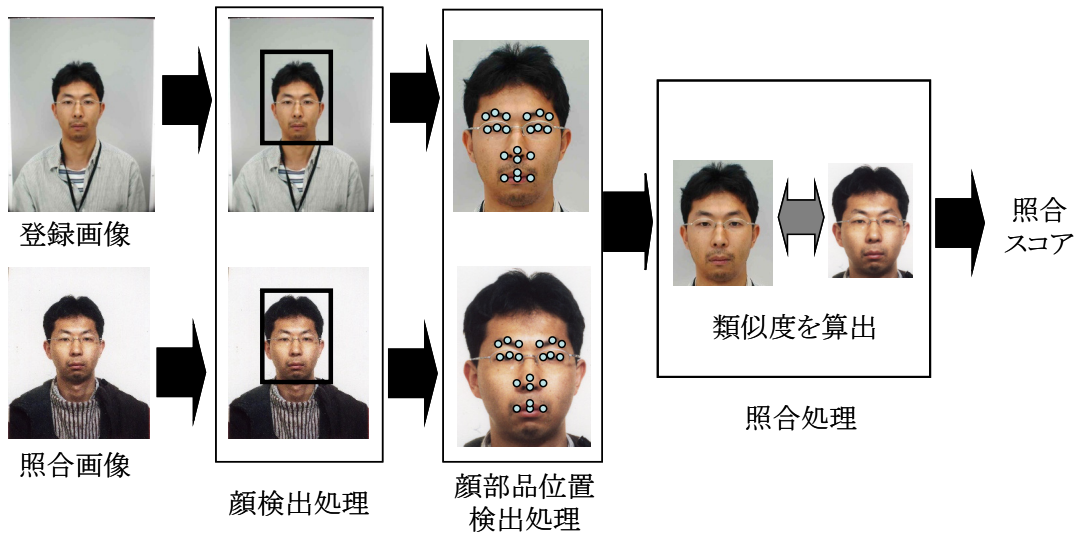 登録画像
照合画像
顔検出処理
顔部品位置
検出処理
類似度を算出
照合処理
照合
スコア